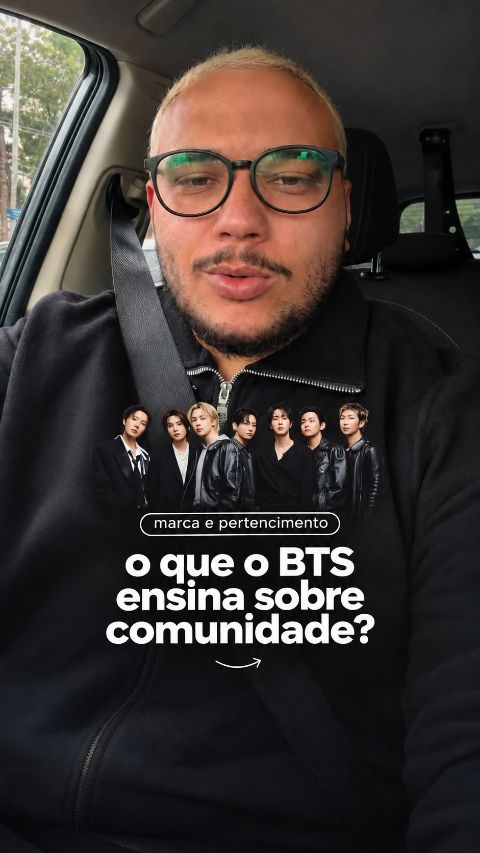 marca e pertencimento
o que o BTS
ensina sobre
comunidade?